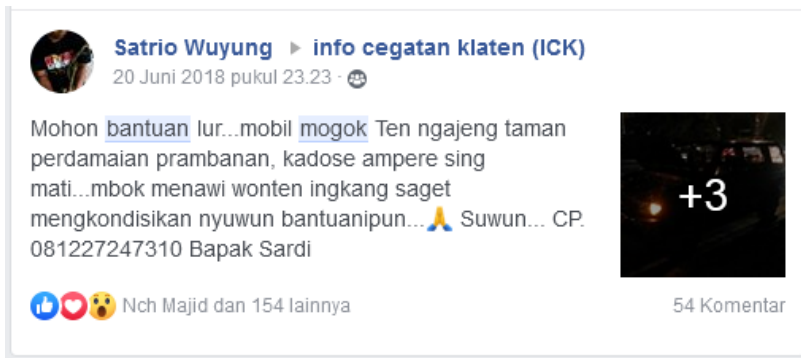 Satrio Wuyung ▶ info cegatan klaten (ICK)
20 Juni 2018 pukul 23.23 ·
Mohon bantuan lur...mobil mogok Ten ngajeng taman
perdamaian prambanan, kadose ampere sing
mati...mbok menawi wonten ingkang saget
mengkondisikan nyuwun bantuanipun...🙏 Suwun... CP.
081227247310 Bapak Sardi
+3
Nch Majid dan 154 lainnya
54 Komentar